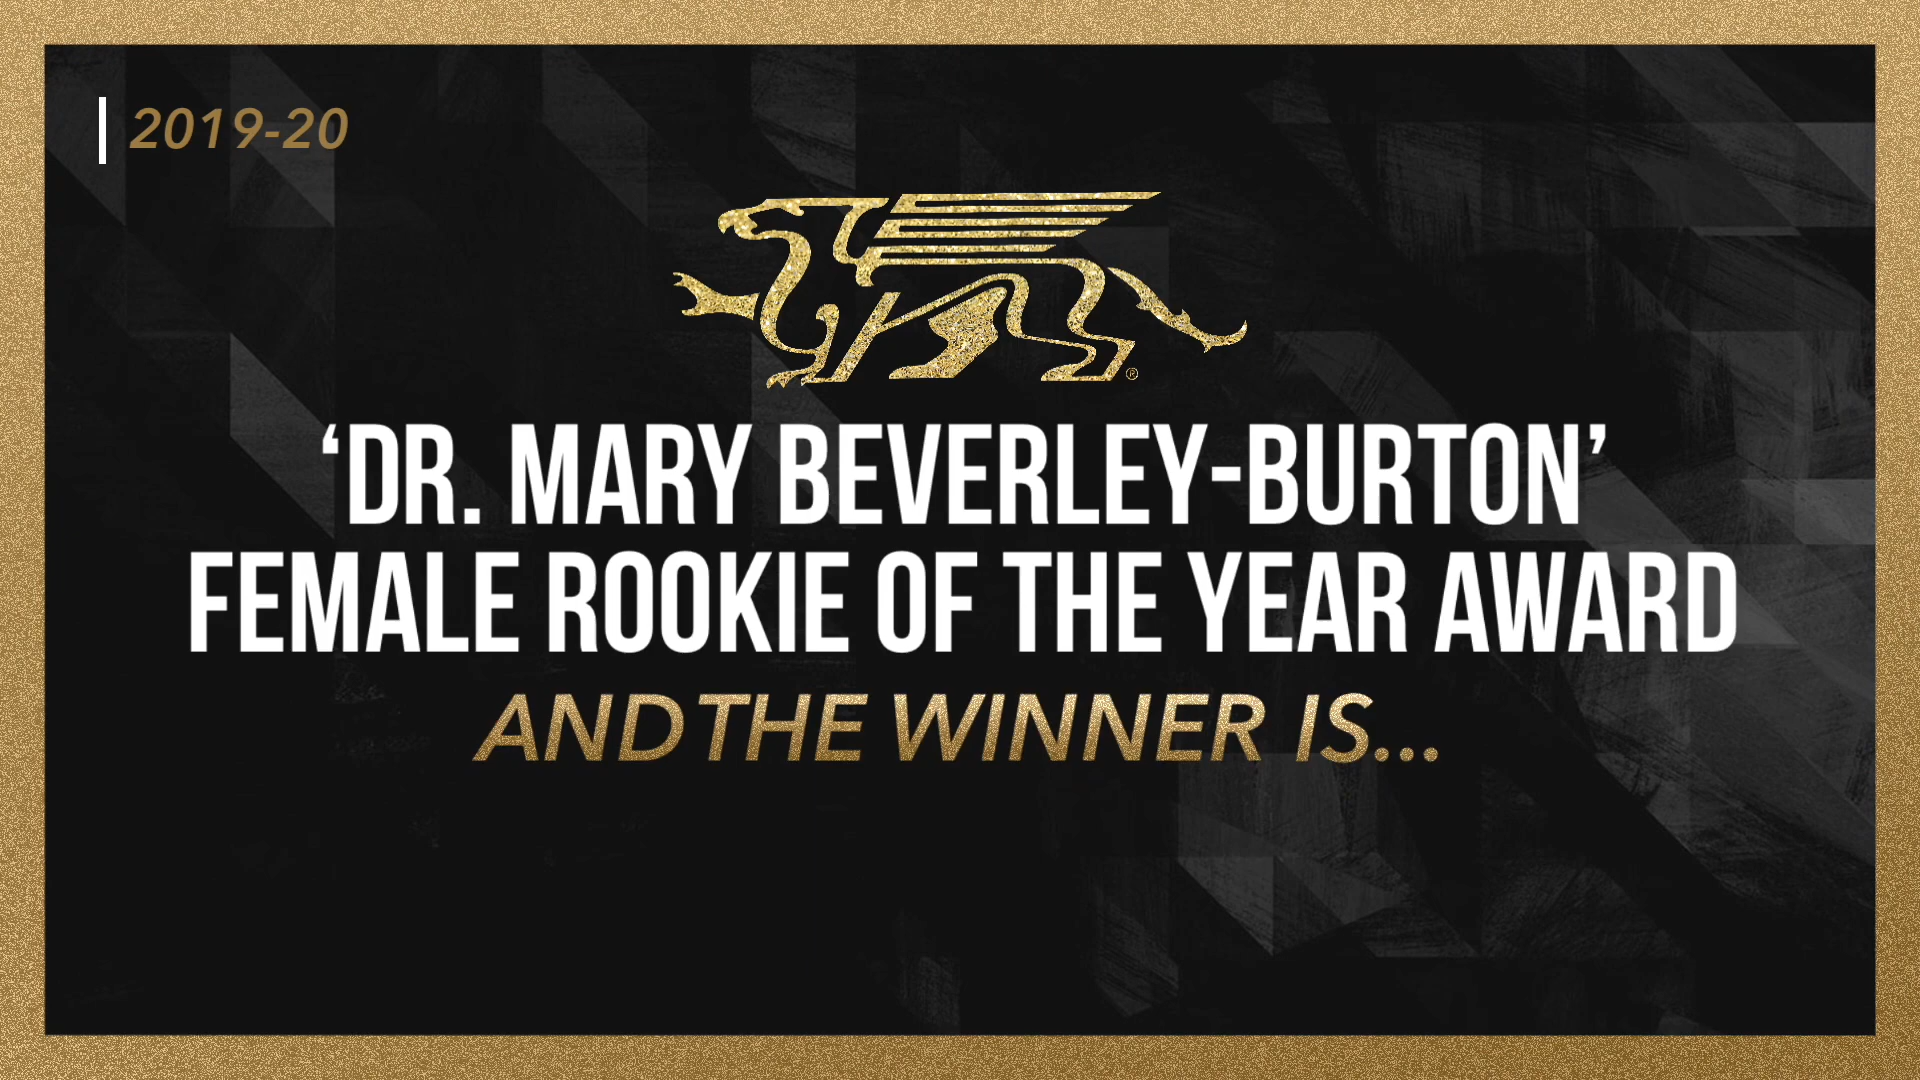 2019-20
®
‘DR. MARY BEVERLEY-BURTON’
FEMALE ROOKIE OF THE YEAR AWARD
AND THE WINNER IS...